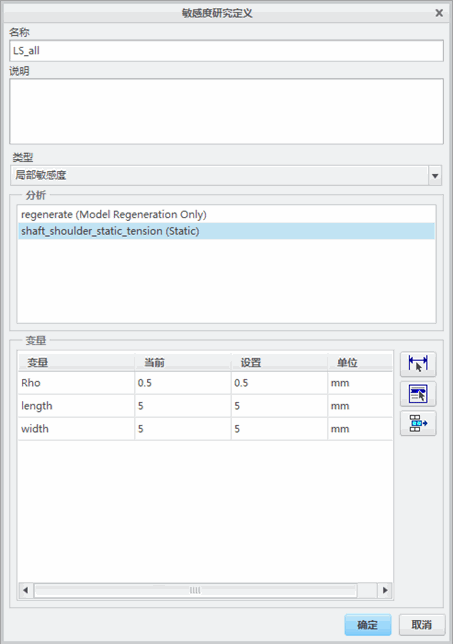 敏感度研究定义
名称
LS_all
说明
类型
局部敏感度
分析
regenerate (Model Regeneration Only)
shaft_shoulder_static_tension (Static)
变量
变量 当前 设置 单位
Rho 0.5 0.5 mm
length 5 5 mm
width 5 5 mm
确定 取消